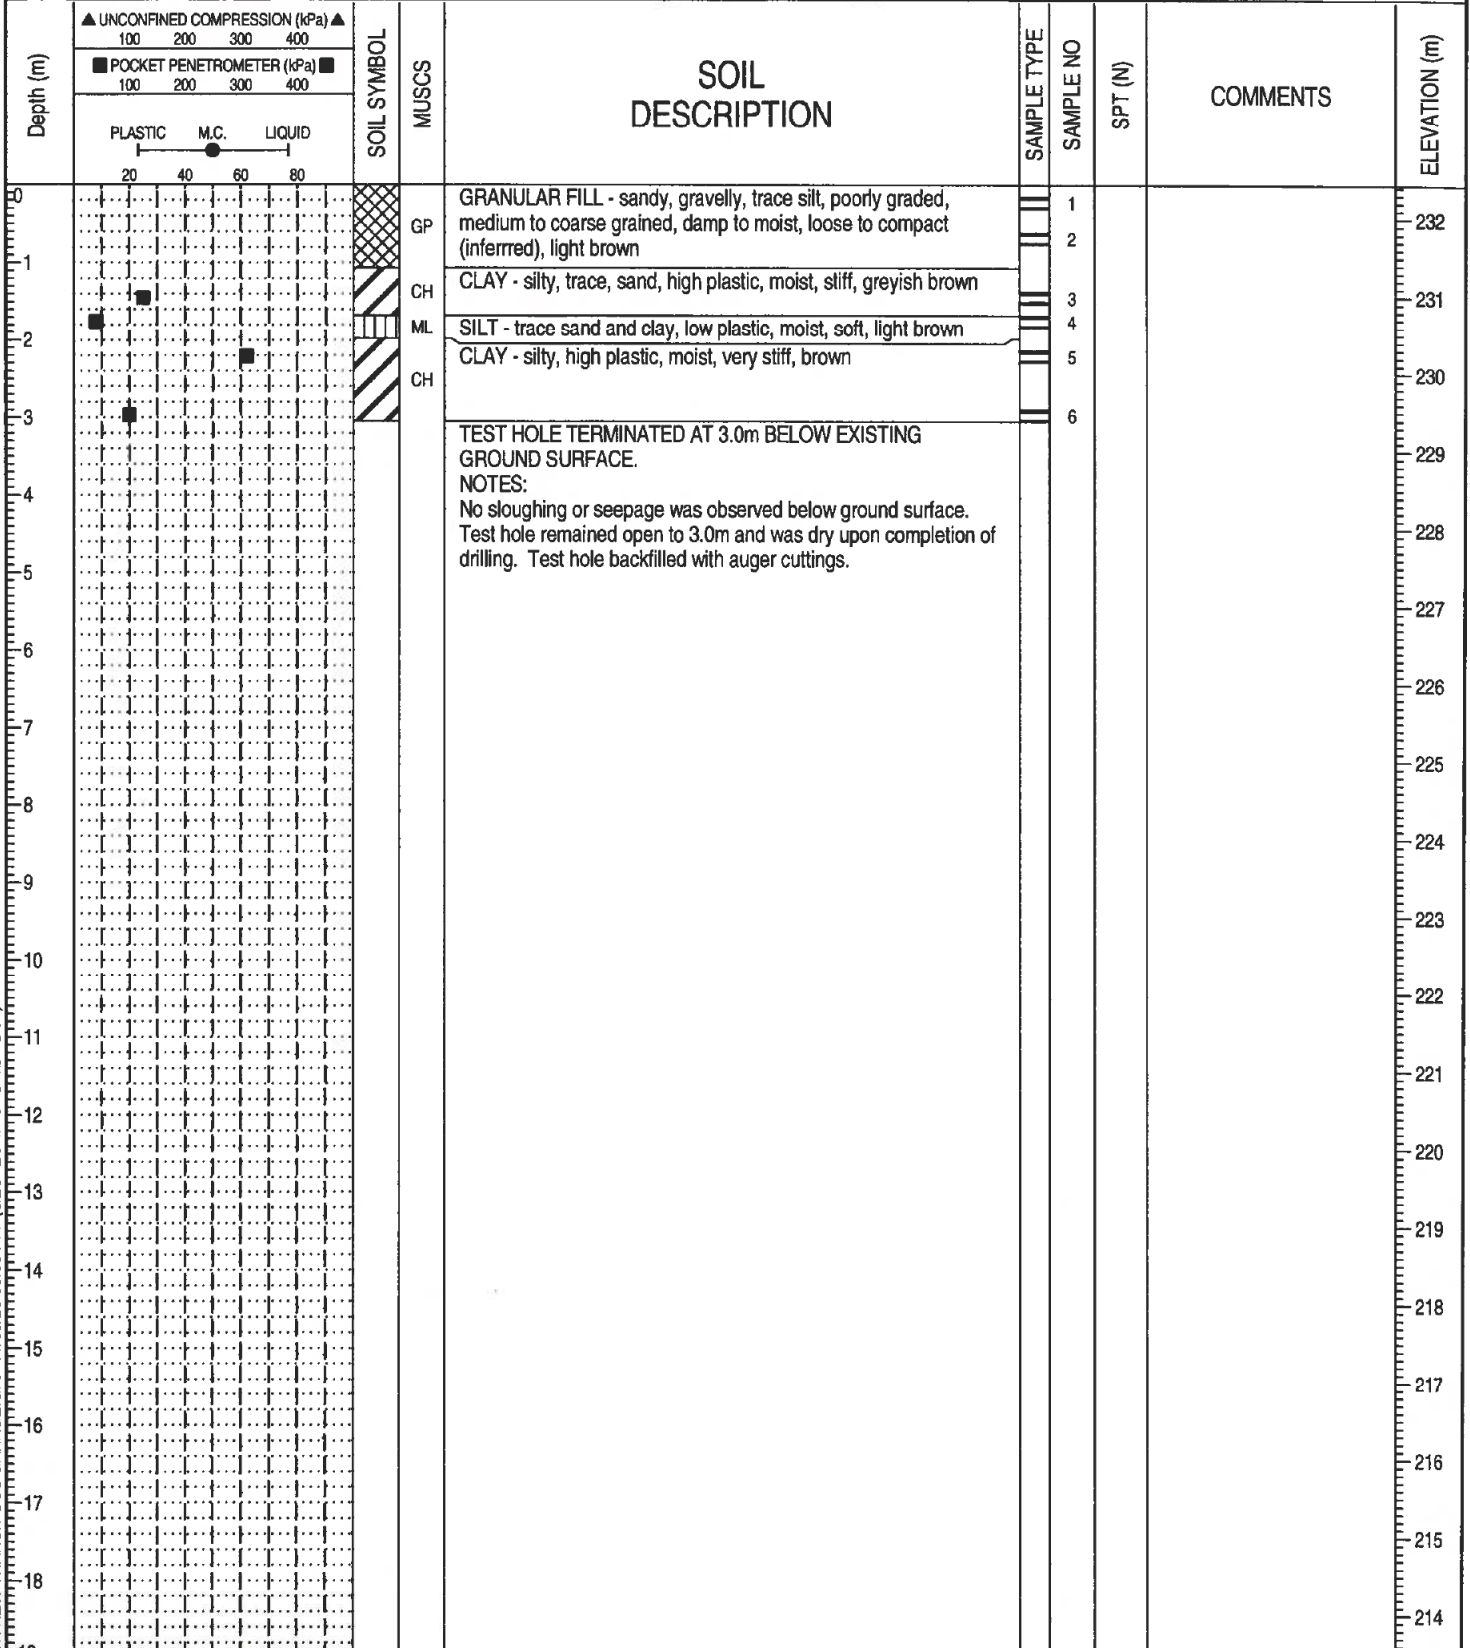 ▲ UNCONFINED COMPRESSION (kPa) ▲
100 200 300 400
■ POCKET PENETROMETER (kPa) ■
100 200 300 400
PLASTIC M.C. LIQUID
20 40 60 80
Depth (m)
SOIL SYMBOL
MUSCS
SOIL
DESCRIPTION
SAMPLE TYPE
SAMPLE NO
SPT (N)
COMMENTS
ELEVATION (m)
0
GP
GRANULAR FILL - sandy, gravelly, trace silt, poorly graded,
medium to coarse grained, damp to moist, loose to compact
(inferrred), light brown
1
2
232
1
CH
CLAY - silty, trace, sand, high plastic, moist, stiff, greyish brown
3
231
ML
SILT - trace sand and clay, low plastic, moist, soft, light brown
4
2
CH
CLAY - silty, high plastic, moist, very stiff, brown
5
230
3
6
TEST HOLE TERMINATED AT 3.0m BELOW EXISTING
GROUND SURFACE.
229
NOTES:
4
No sloughing or seepage was observed below ground surface.
Test hole remained open to 3.0m and was dry upon completion of
228
drilling. Test hole backfilled with auger cuttings.
5
227
6
226
7
225
8
224
9
223
10
222
11
221
12
220
13
219
14
218
15
217
16
216
17
215
18
214